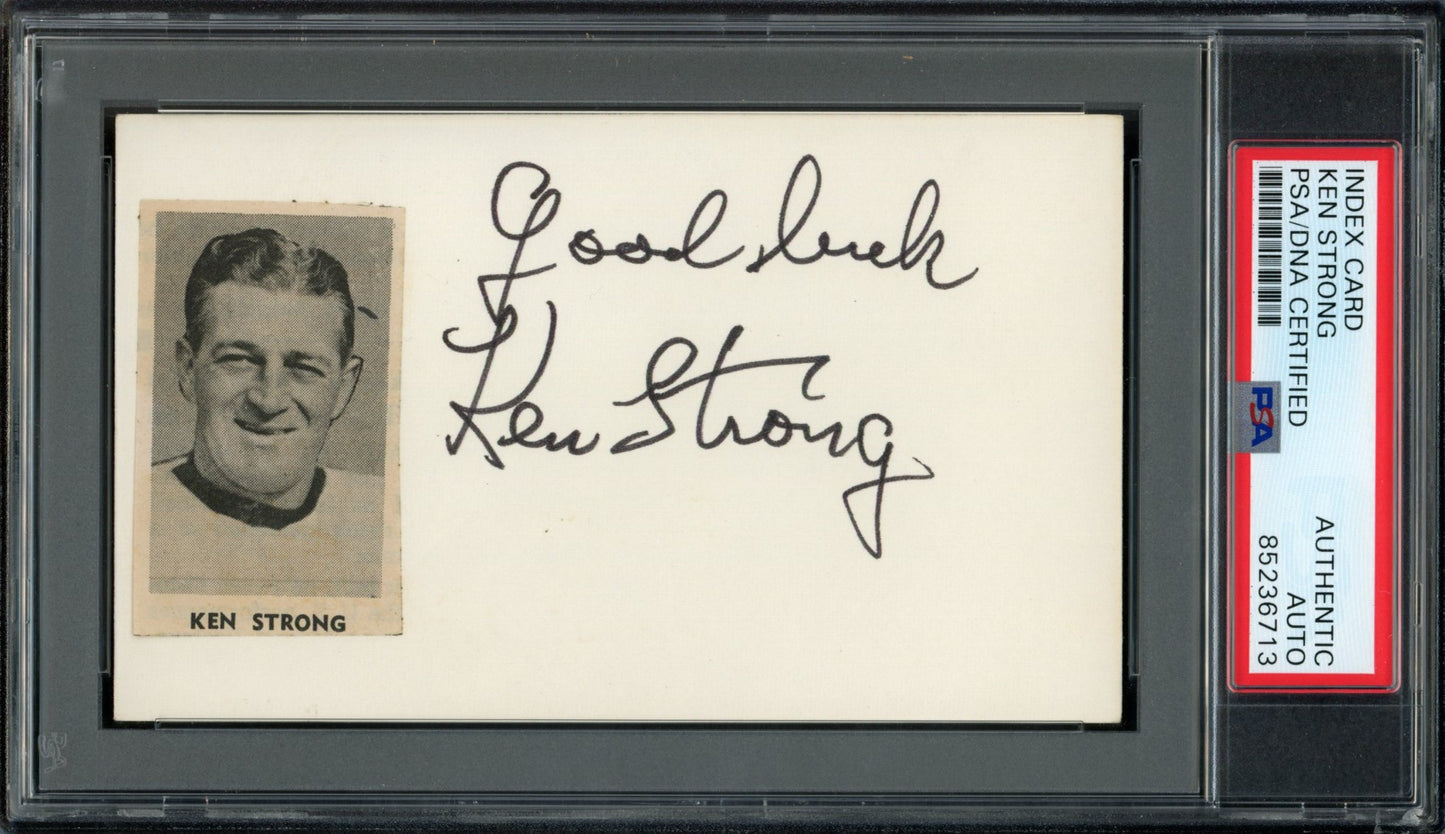 Good luck
Ken Strong
KEN STRONG
INDEX CARD
KEN STRONG
PSA/DNA CERTIFIED
PSA
AUTHENTIC
AUTO
85236713